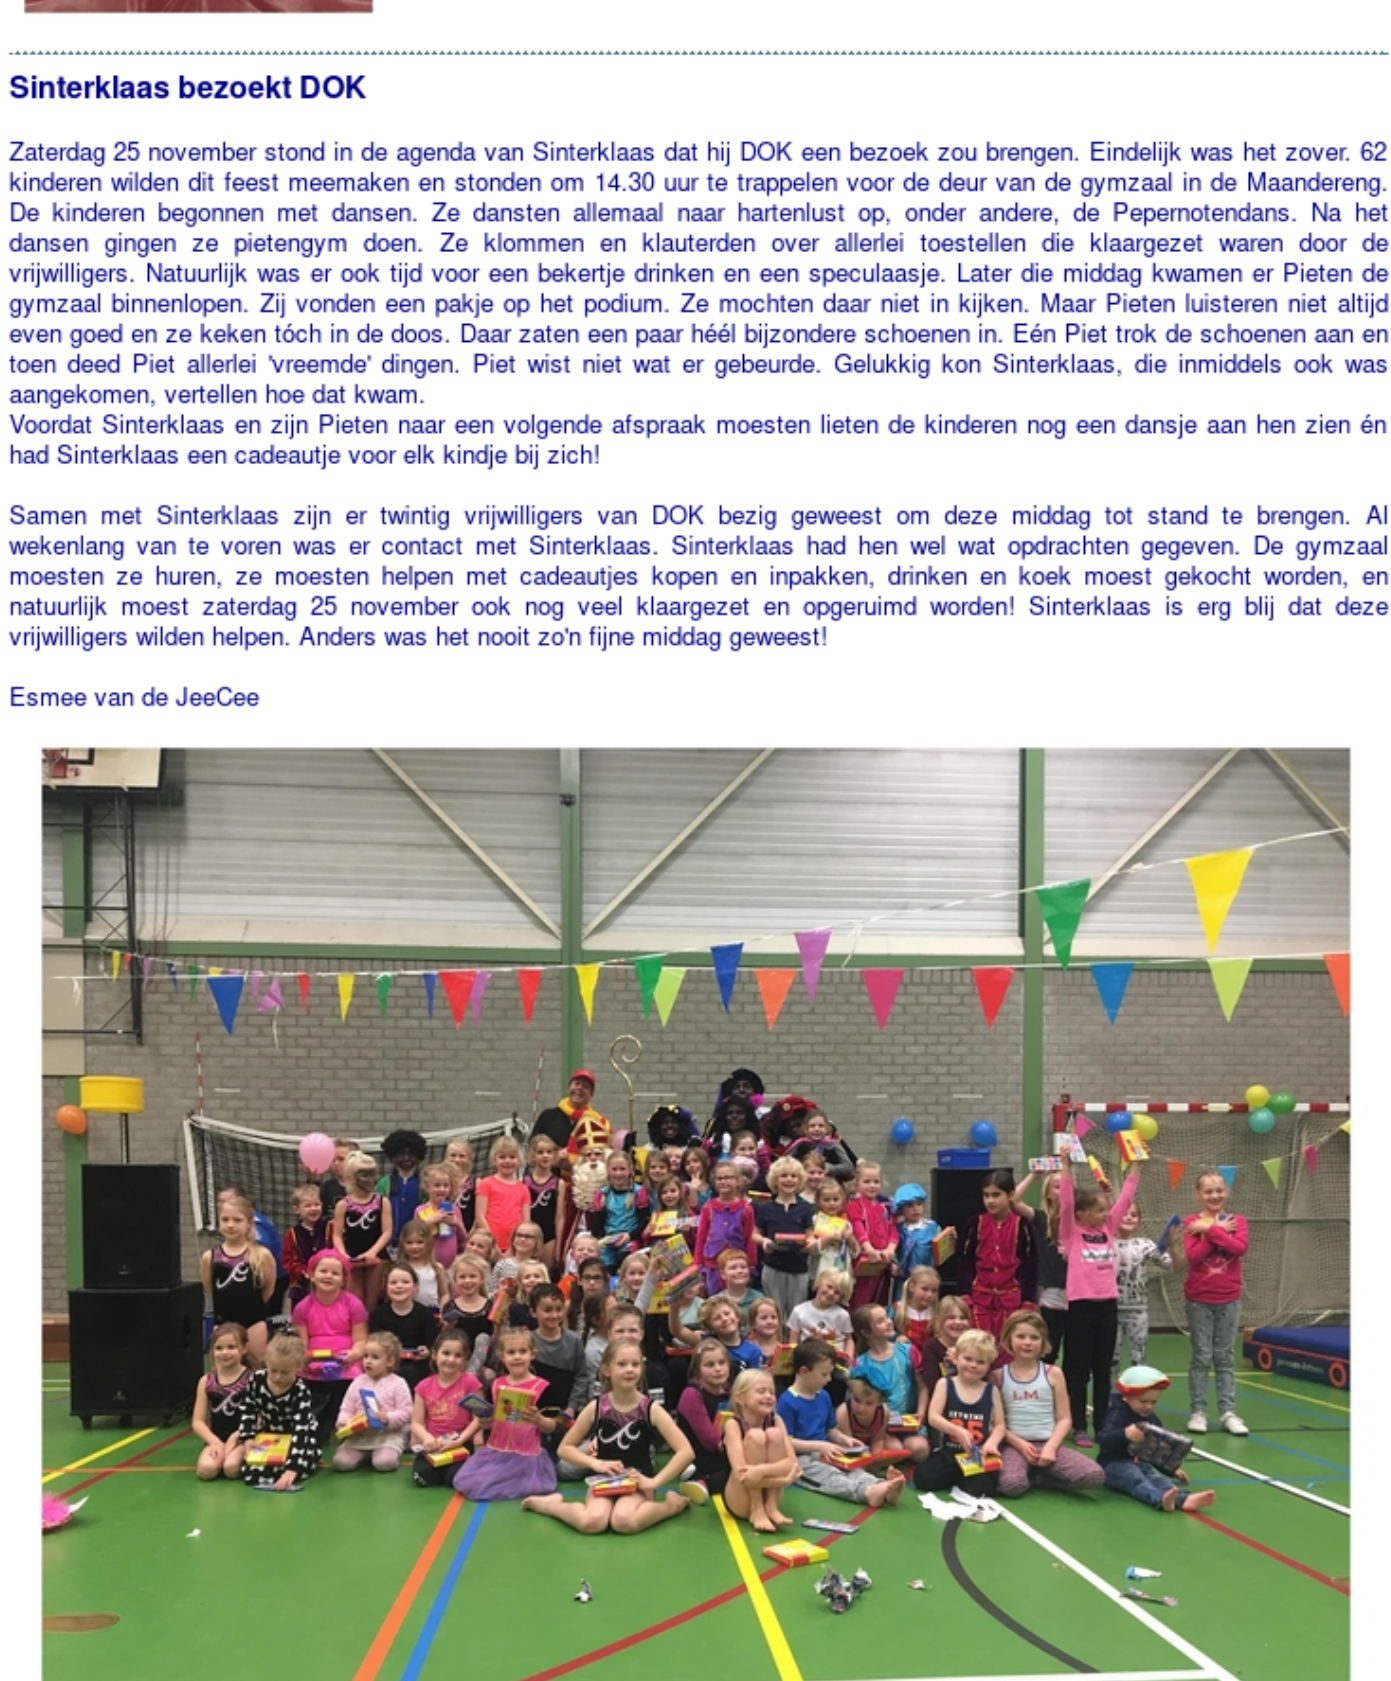 Sinterklaas bezoekt DOK
Zaterdag 25 november stond in de agenda van Sinterklaas dat hij DOK een bezoek zou brengen. Eindelijk was het zover. 62
kinderen wilden dit feest meemaken en stonden om 14.30 uur te trappelen voor de deur van de gymzaal in de Maandereng.
De kinderen begonnen met dansen. Ze dansten allemaal naar hartenlust op, onder andere, de Pepernotendans. Na het
dansen gingen ze pietengym doen. Ze klommen en klauterden over allerlei toestellen die klaargezet waren door de
vrijwilligers. Natuurlijk was er ook tijd voor een bekertje drinken en een speculaasje. Later die middag kwamen er Pieten de
gymzaal binnenlopen. Zij vonden een pakje op het podium. Ze mochten daar niet in kijken. Maar Pieten luisteren niet altijd
even goed en ze keken tóch in de doos. Daar zaten een paar héél bijzondere schoenen in. Eén Piet trok de schoenen aan en
toen deed Piet allerlei 'vreemde' dingen. Piet wist niet wat er gebeurde. Gelukkig kon Sinterklaas, die inmiddels ook was
aangekomen, vertellen hoe dat kwam.
Voordat Sinterklaas en zijn Pieten naar een volgende afspraak moesten lieten de kinderen nog een dansje aan hen zien én
had Sinterklaas een cadeautje voor elk kindje bij zich!
Samen met Sinterklaas zijn er twintig vrijwilligers van DOK bezig geweest om deze middag tot stand te brengen. Al
wekenlang van te voren was er contact met Sinterklaas. Sinterklaas had hen wel wat opdrachten gegeven. De gymzaal
moesten ze huren, ze moesten helpen met cadeautjes kopen en inpakken, drinken en koek moest gekocht worden, en
natuurlijk moest zaterdag 25 november ook nog veel klaargezet en opgeruimd worden! Sinterklaas is erg blij dat deze
vrijwilligers wilden helpen. Anders was het nooit zo'n fijne middag geweest!
Esmee van de JeeCee
L.M